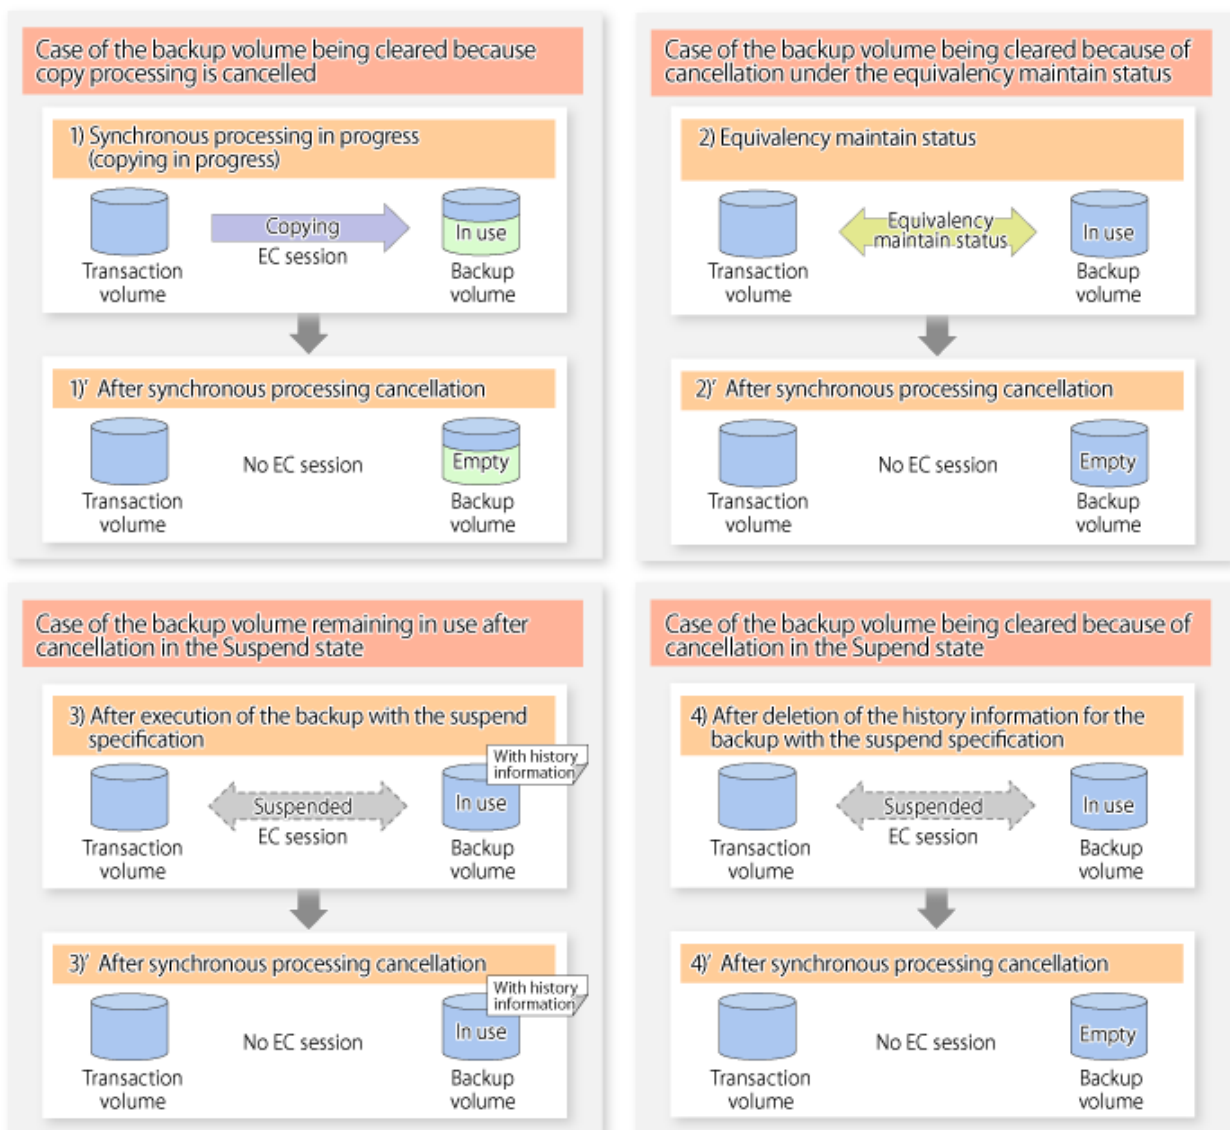 Case of the backup volume being cleared because
copy processing is cancelled
1) Synchronous processing in progress
(copying in progress)
Copying
EC session
In use
Transaction
volume
Backup
volume
1)' After synchronous processing cancellation
No EC session
Empty
Transaction
volume
Backup
volume
Case of the backup volume being cleared because of
cancellation under the equivalency maintain status
2) Equivalency maintain status
Equivalency
maintain status
In use
Transaction
volume
Backup
volume
2)' After synchronous processing cancellation
No EC session
Empty
Transaction
volume
Backup
volume
Case of the backup volume remaining in use after
cancellation in the Suspend state
3) After execution of the backup with the suspend
specification
With history
information
Suspended
EC session
In use
Transaction
volume
Backup
volume
3)' After synchronous processing cancellation
With history
information
No EC session
In use
Transaction
volume
Backup
volume
Case of the backup volume being cleared because of
cancellation in the Supend state
4) After deletion of the history information for the
backup with the suspend specification
Suspended
EC session
In use
Transaction
volume
Backup
volume
4)' After synchronous processing cancellation
No EC session
Empty
Transaction
volume
Backup
volume